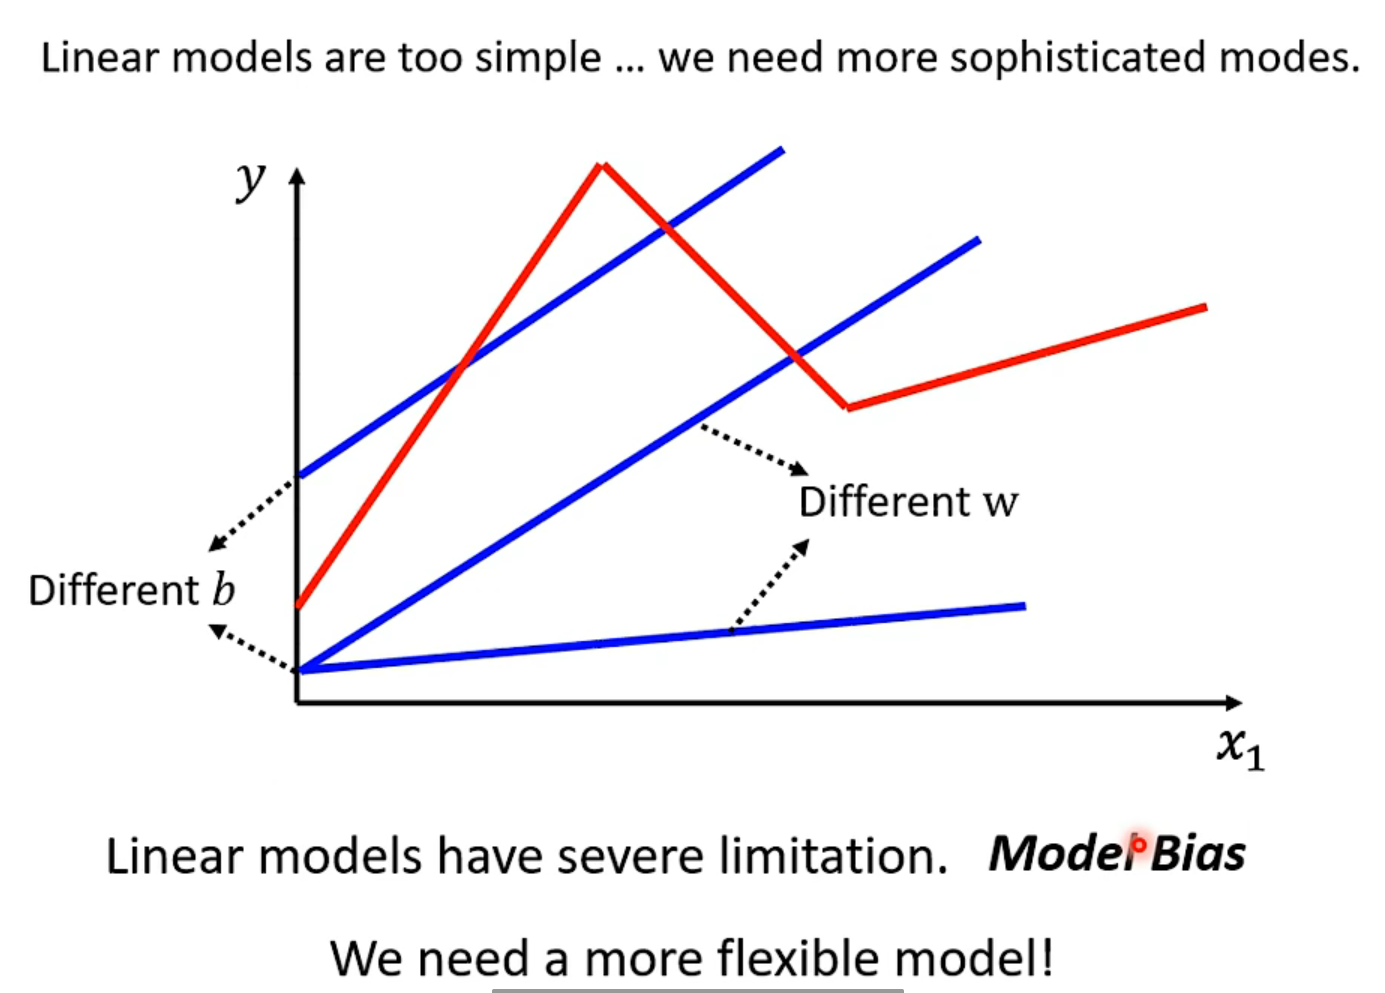 Linear models are too simple … we need more sophisticated modes.
y
Different w
Different b
x₁
Linear models have severe limitation. Model Bias
We need a more flexible model!